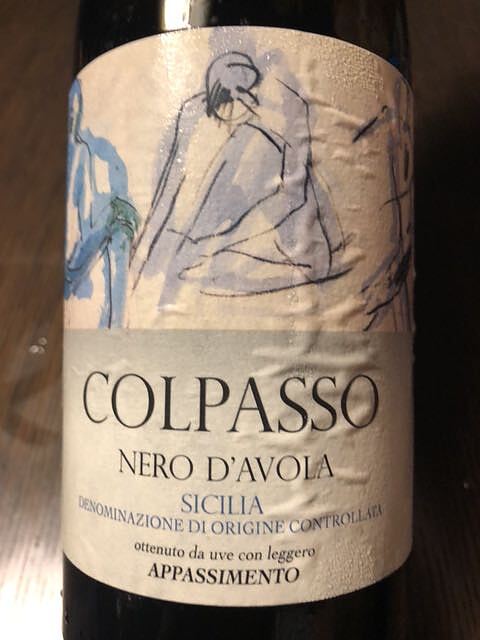 COLPASSO
NERO D'AVOLA
SICILIA
DENOMINAZIONE DI ORIGINE CONTROLLATA
ottenuto da uve con leggero
APPASSIMENTO